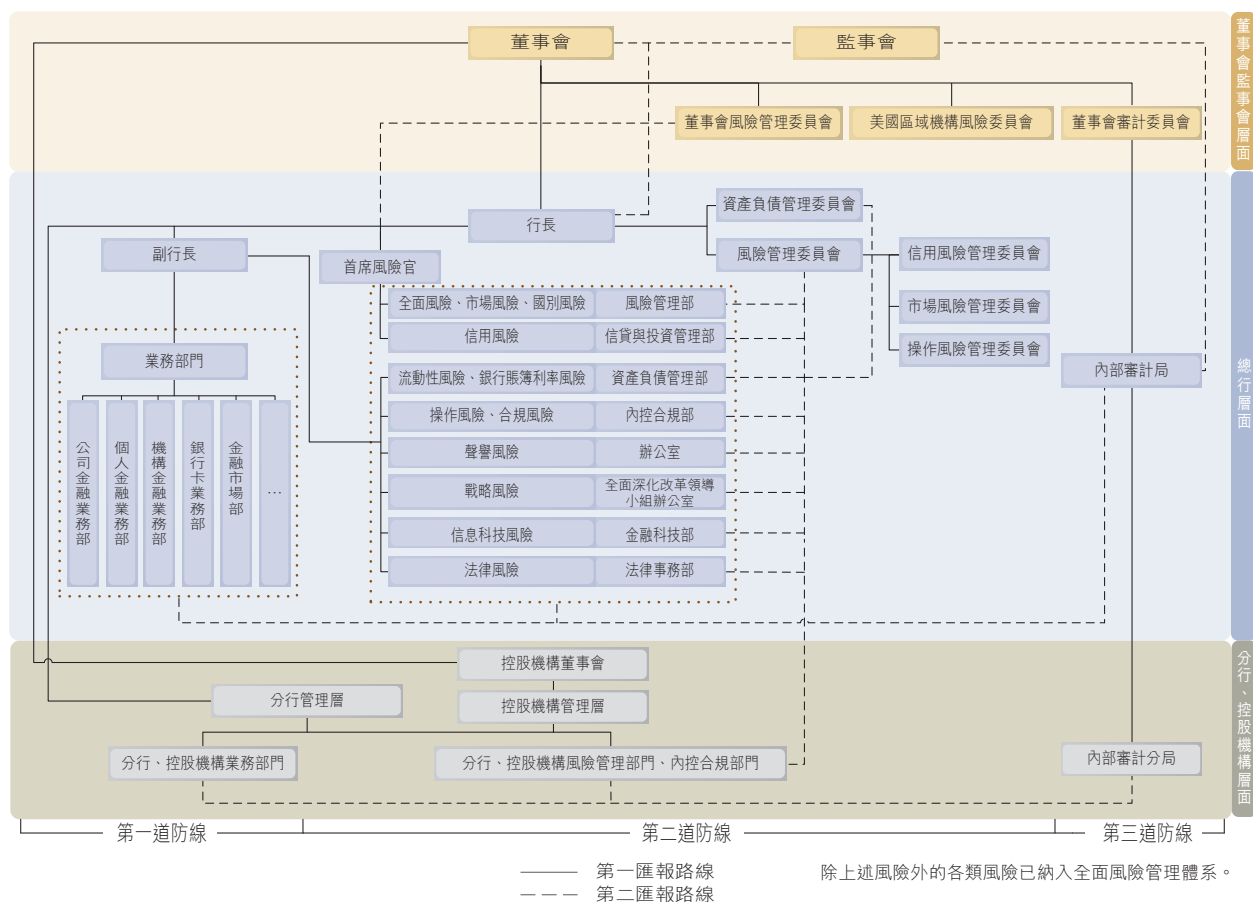 董事會
監事會
董事會監事會層面
董事會風險管理委員會
美國區域機構風險委員會
董事會審計委員會
行長
資產負債管理委員會
副行長
首席風險官
風險管理委員會
信用風險管理委員會
市場風險管理委員會
操作風險管理委員會
總行層面
全面風險、市場風險、國別風險
風險管理部
信用風險
信貸與投資管理部
業務部門
流動性風險、銀行賬簿利率風險
資產負債管理部
內部審計局
操作風險、合規風險
內控合規部
聲譽風險
辦公室
戰略風險
全面深化改革領導
小組辦公室
信息科技風險
金融科技部
法律風險
法律事務部
公司金融業務部
個人金融業務部
機構金融業務部
銀行卡業務部
金融市場部
…
控股機構董事會
分行管理層
控股機構管理層
分行、控股機構業務部門
分行、控股機構風險管理部門、內控合規部門
內部審計分局
分行、控股機構層面
第一道防線
第二道防線
第三道防線
第一匯報路線
第二匯報路線
除上述風險外的各類風險已納入全面風險管理體系。